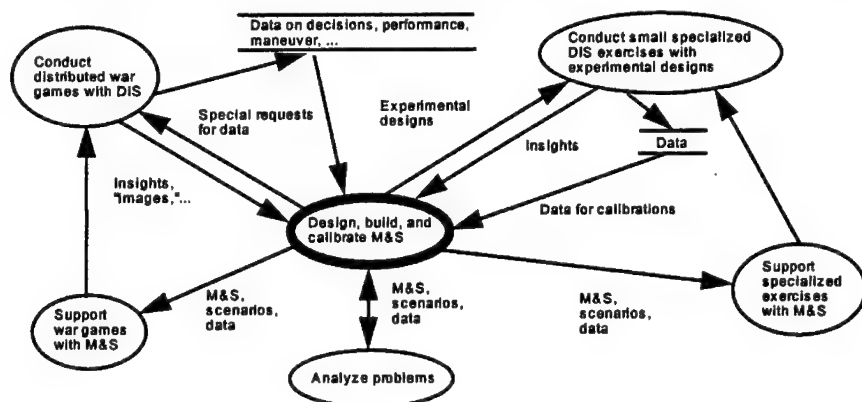 Data on decisions, performance,
maneuver, ...
Conduct
distributed war
games with DIS
Conduct small specialized
DIS exercises with
experimental designs
Special requests
for data
Experimental
designs
Insights
Data
Insights,
"images,"...
Design, build, and
calibrate M&S
Data for calibrations
Support
war games
with M&S
M&S,
scenarios,
data
M&S,
scenarios,
data
M&S,
scenarios,
data
Support
specialized
exercises
with M&S
Analyze problems